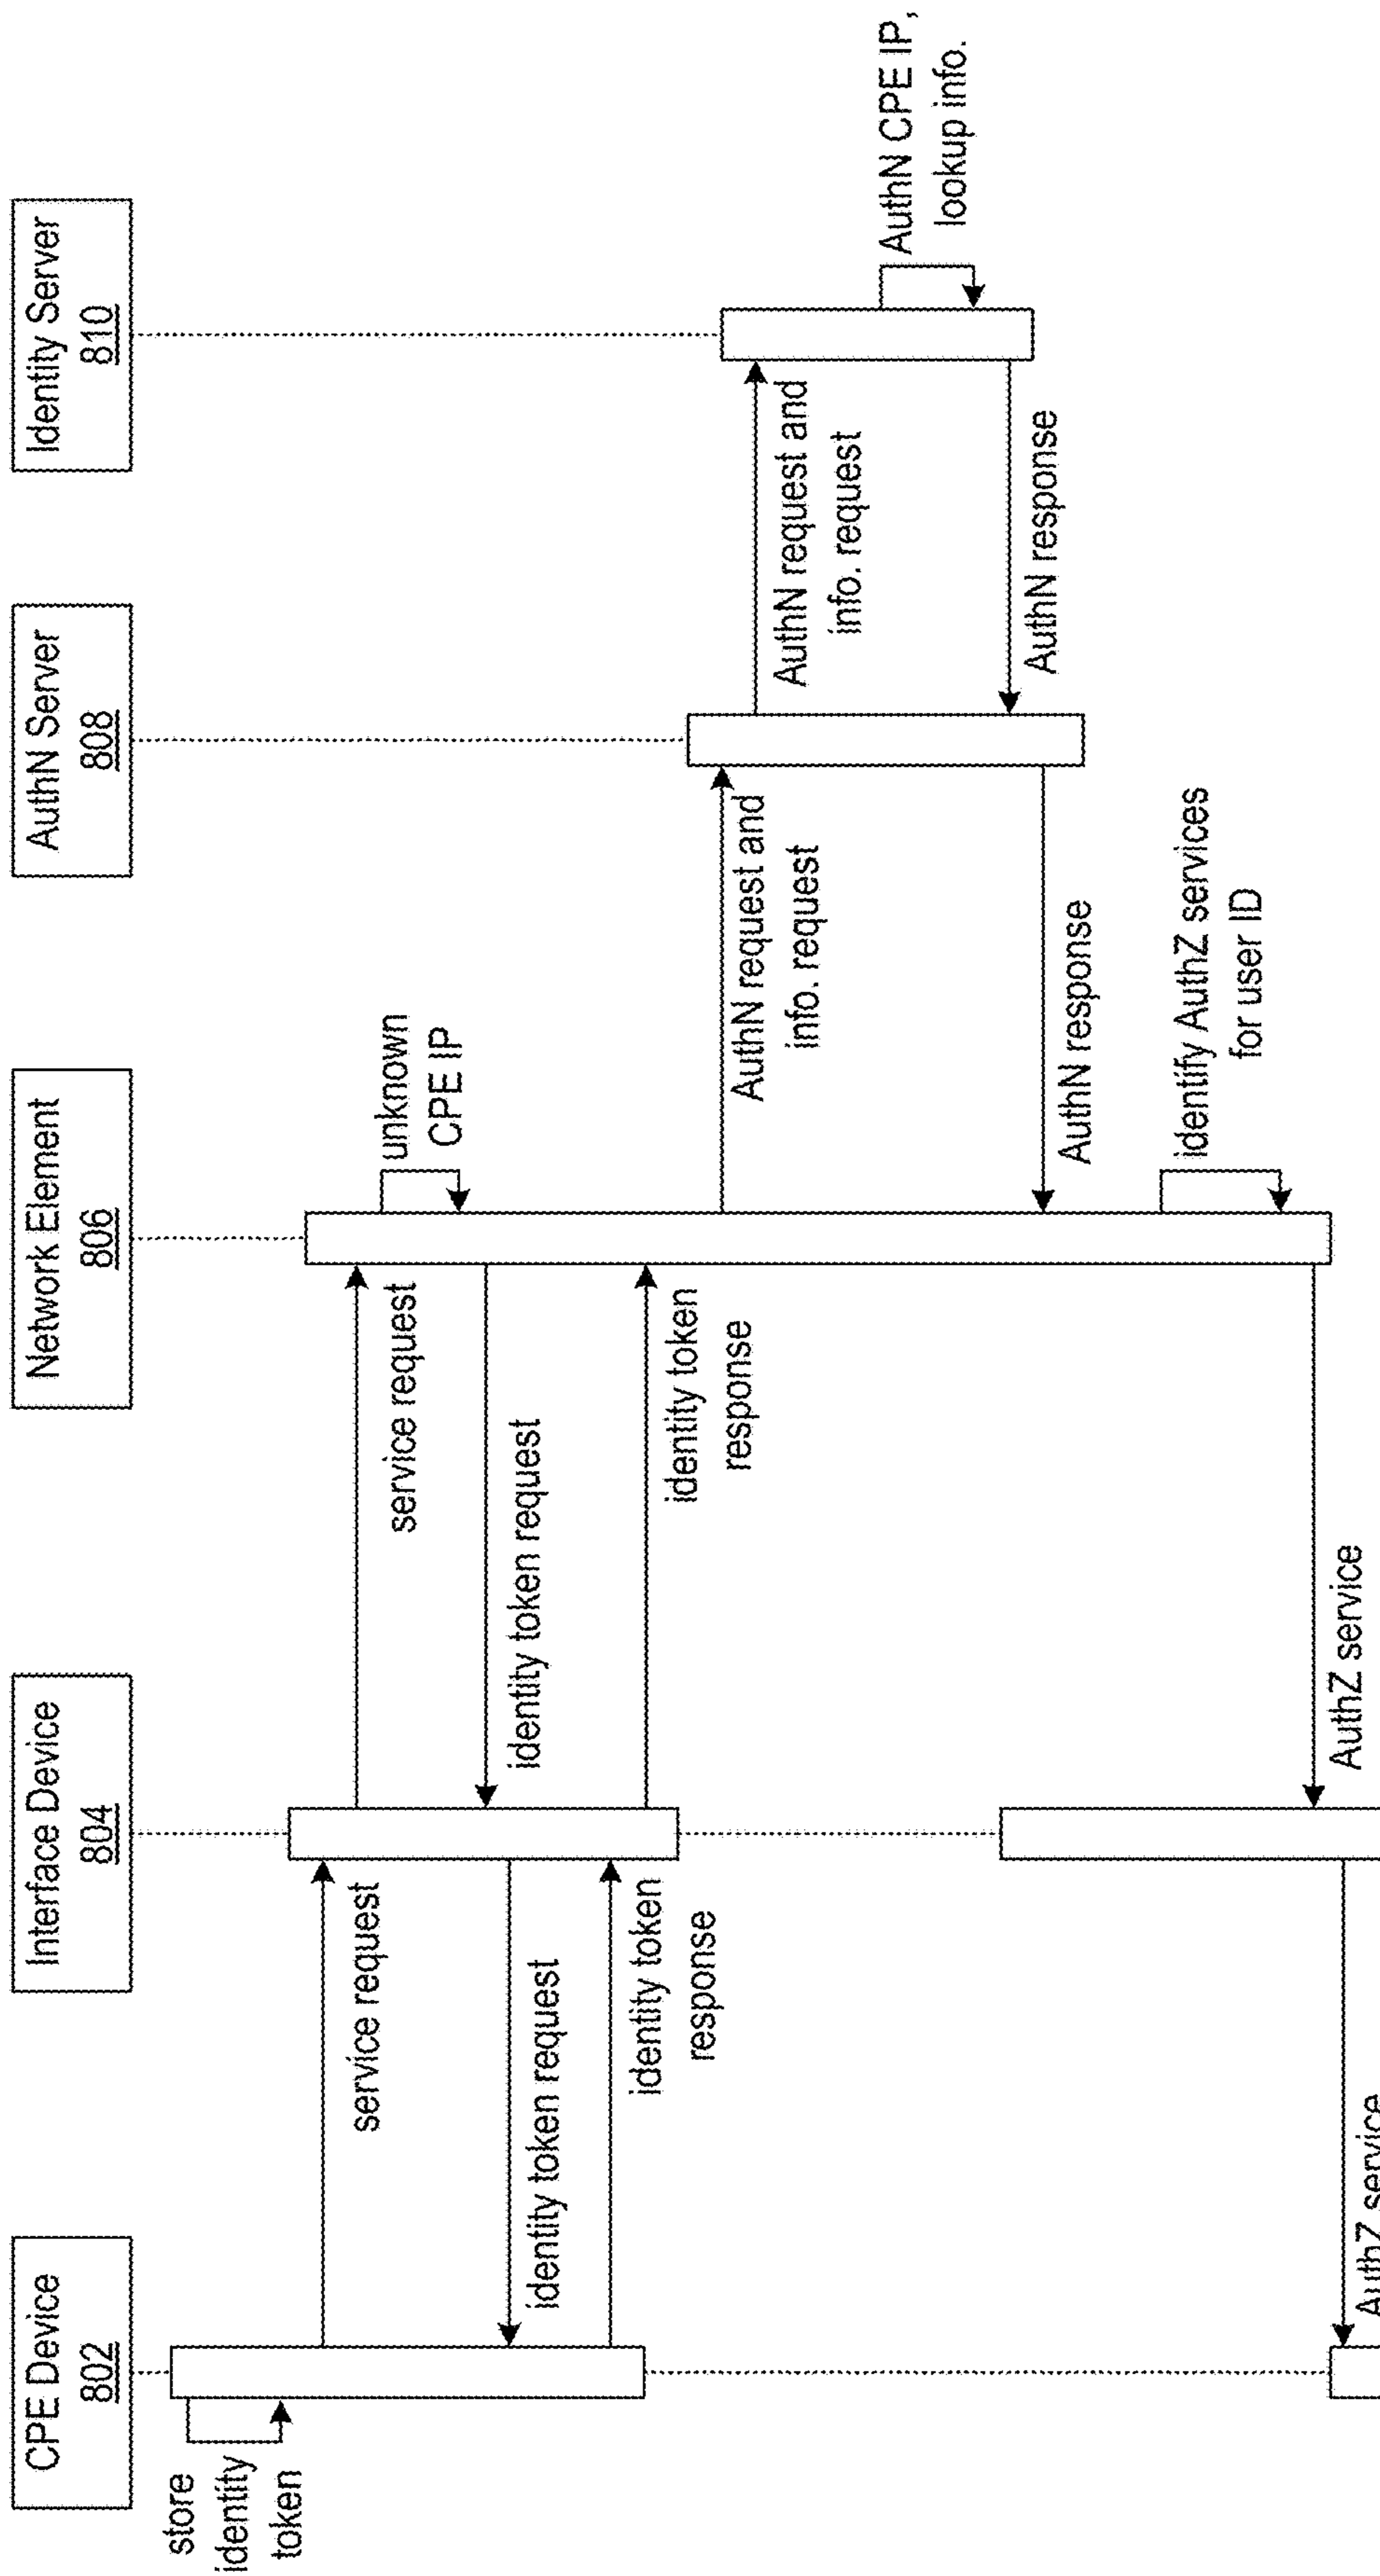 CPE Device
802
Interface Device
804
Network Element
806
AuthN Server
808
Identity Server
810
store
identity
token
service request
service request
unknown
CPE IP
identity token request
identity token request
identity token
response
identity token
response
AuthN request and
info. request
AuthN request and
info. request
AuthN CPE IP,
lookup info.
AuthN response
AuthN response
identify AuthZ services
for user ID
AuthZ service
AuthZ service